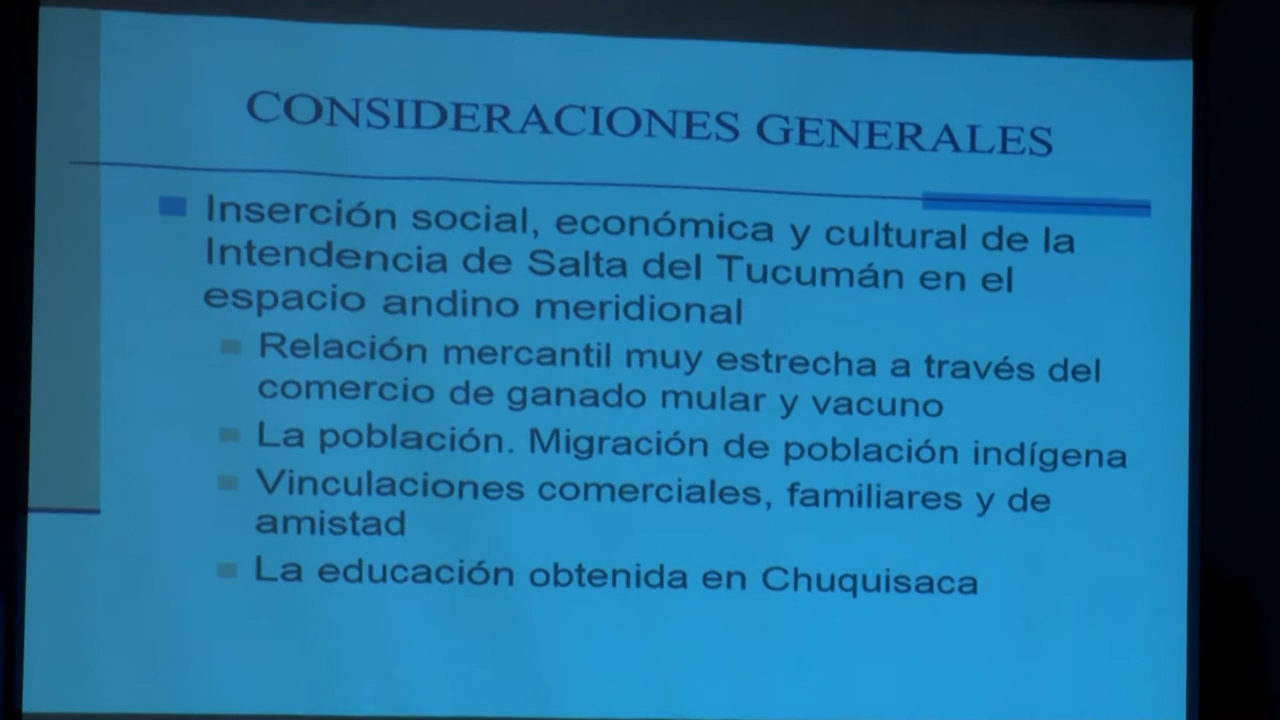 CONSIDERACIONES GENERALES
Inserción social, económica y cultural de la
Intendencia de Salta del Tucumán en el
espacio andino meridional
Relación mercantil muy estrecha a través del
comercio de ganado mular y vacuno
La población. Migración de población indígena
Vinculaciones comerciales, familiares y de
amistad
La educación obtenida en Chuquisaca